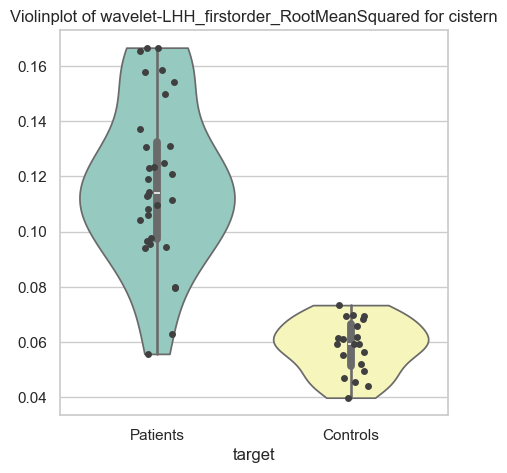 Violinplot of wavelet-LHH_firstorder_RootMeanSquared for cistern
0.16
0.14
0.12
0.10
0.08
0.06
0.04
Patients
Controls
target